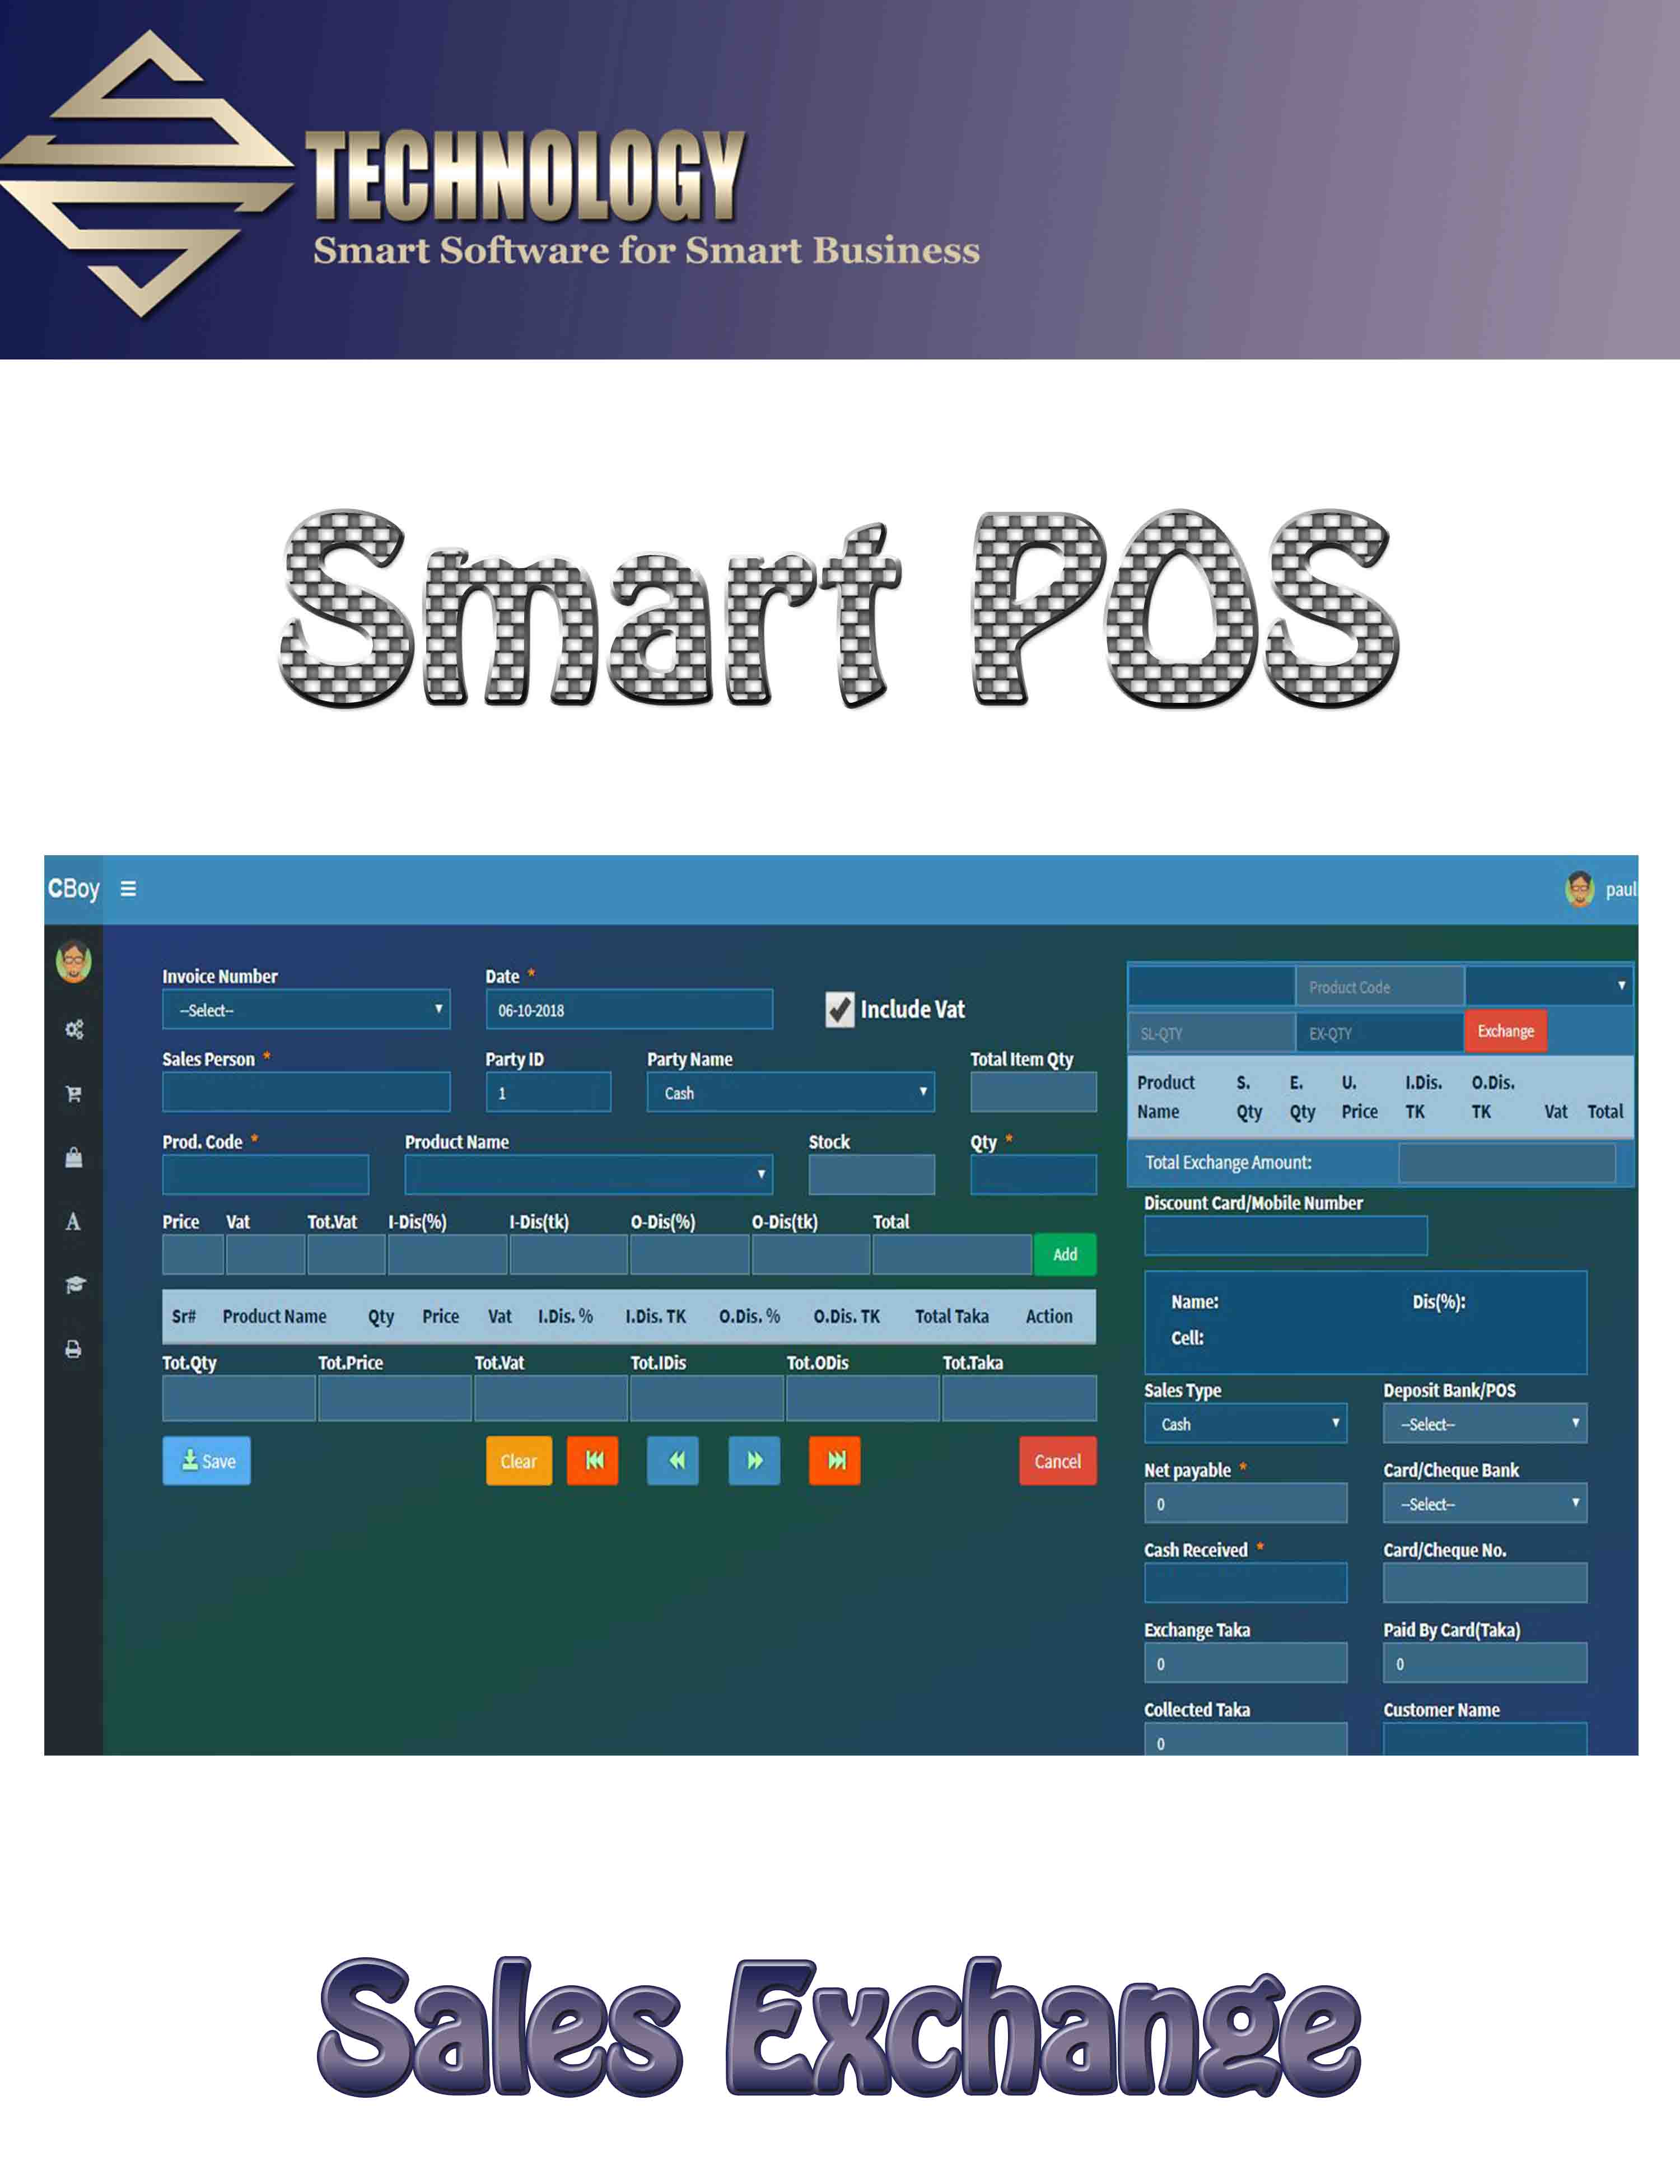 TECHNOLOGY
Smart Software for Smart Business
Smart POS
CBoy
paul
Invoice Number
--Select--
Date *
06-10-2018
Include Vat
Sales Person *
Party ID
1
Party Name
Cash
Total Item Qty
Prod. Code *
Product Name
Stock
Qty *
Price Vat Tot.Vat I-Dis(%) I-Dis(tk) O-Dis(%) O-Dis(tk) Total
Add
Sr# Product Name Qty Price Vat I.Dis. % I.Dis. TK O.Dis. % O.Dis. TK Total Taka Action
Tot.Qty Tot.Price Tot.Vat Tot.IDis Tot.ODis Tot.Taka
Save
Clear
Cancel
Product Code
SL-QTY
EX-QTY
Exchange
Product S. E. U. I.Dis. O.Dis.
Name Qty Qty Price TK TK Vat Total
Total Exchange Amount:
Discount Card/Mobile Number
Name: Dis(%):
Cell:
Sales Type Deposit Bank/POS
Cash --Select--
Net payable * Card/Cheque Bank
0 --Select--
Cash Received * Card/Cheque No.
Exchange Taka Paid By Card(Taka)
0 0
Collected Taka Customer Name
0
Sales Exchange